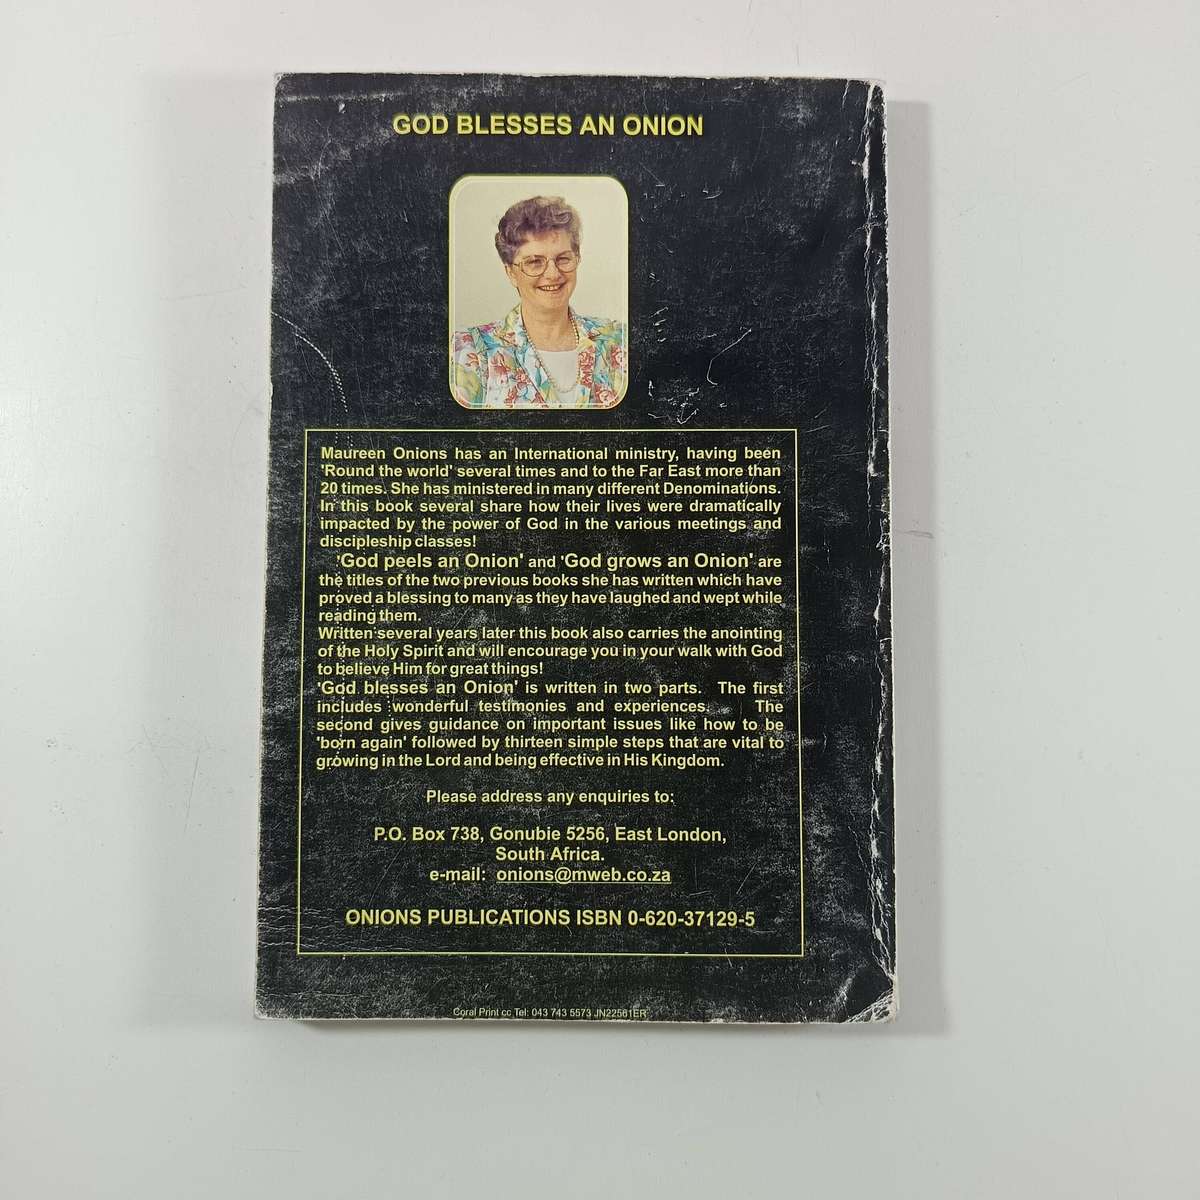 GOD BLESSES AN ONION
Maureen Onions has an International ministry, having been
'Round the world' several times and to the Far East more than
20 times. She has ministered in many different Denominations.
In this book several share how their lives were dramatically
impacted by the power of God in the various meetings and
discipleship classes!
'God peels an Onion' and 'God grows an Onion' are
the titles of the two previous books she has written which have
proved a blessing to many as they have laughed and wept while
reading them.
Written several years later this book also carries the anointing
of the Holy Spirit and will encourage you in your walk with God
to believe Him for great things!
'God blesses an Onion' is written in two parts. The first
includes wonderful testimonies and experiences. The
second gives guidance on important issues like how to be
'born again' followed by thirteen simple steps that are vital to
growing in the Lord and being effective in His Kingdom.
Please address any enquiries to:
P.O. Box 738, Gonubie 5256, East London,
South Africa.
e-mail: onions@mweb.co.za
ONIONS PUBLICATIONS ISBN 0-620-37129-5
Coral Print cc Tel: 043 743 5573 JN22561ER